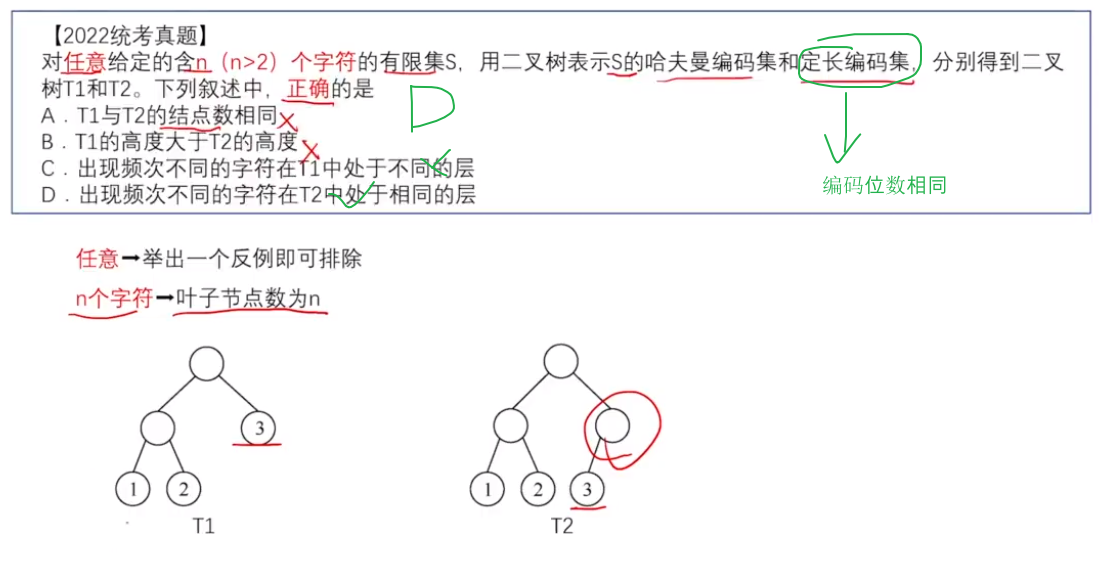 【2022统考真题】
对任意给定的含n（n>2）个字符的有限集S，用二叉树表示S的哈夫曼编码集和定长编码集，分别得到二叉
树T1和T2。下列叙述中，正确的是
A．T1与T2的结点数相同
B．T1的高度大于T2的高度
C．出现频次不同的字符在T1中处于不同的层
D．出现频次不同的字符在T2中处于相同的层
D
编码位数相同
任意➡举出一个反例即可排除
n个字符➡叶子节点数为n
3
1 2
T1
1 2 3
T2